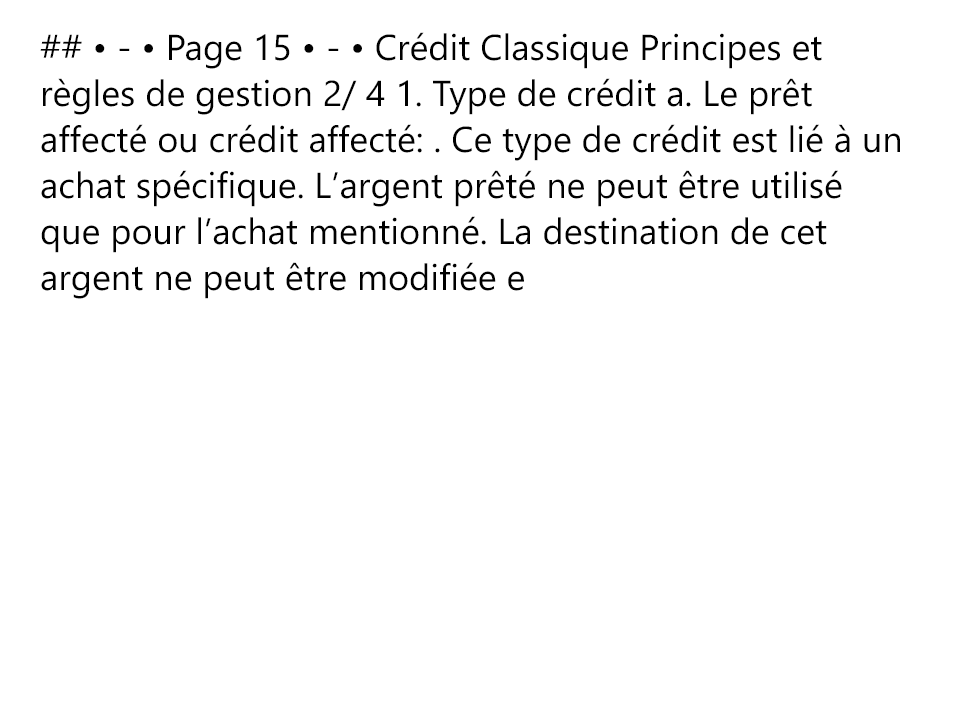 ## • - • Page 15 • - • Crédit Classique Principes et
règles de gestion 2/ 4 1. Type de crédit a. Le prêt
affecté ou crédit affecté: . Ce type de crédit est lié à un
achat spécifique. L’argent prêté ne peut être utilisé
que pour l’achat mentionné. La destination de cet
argent ne peut être modifiée e